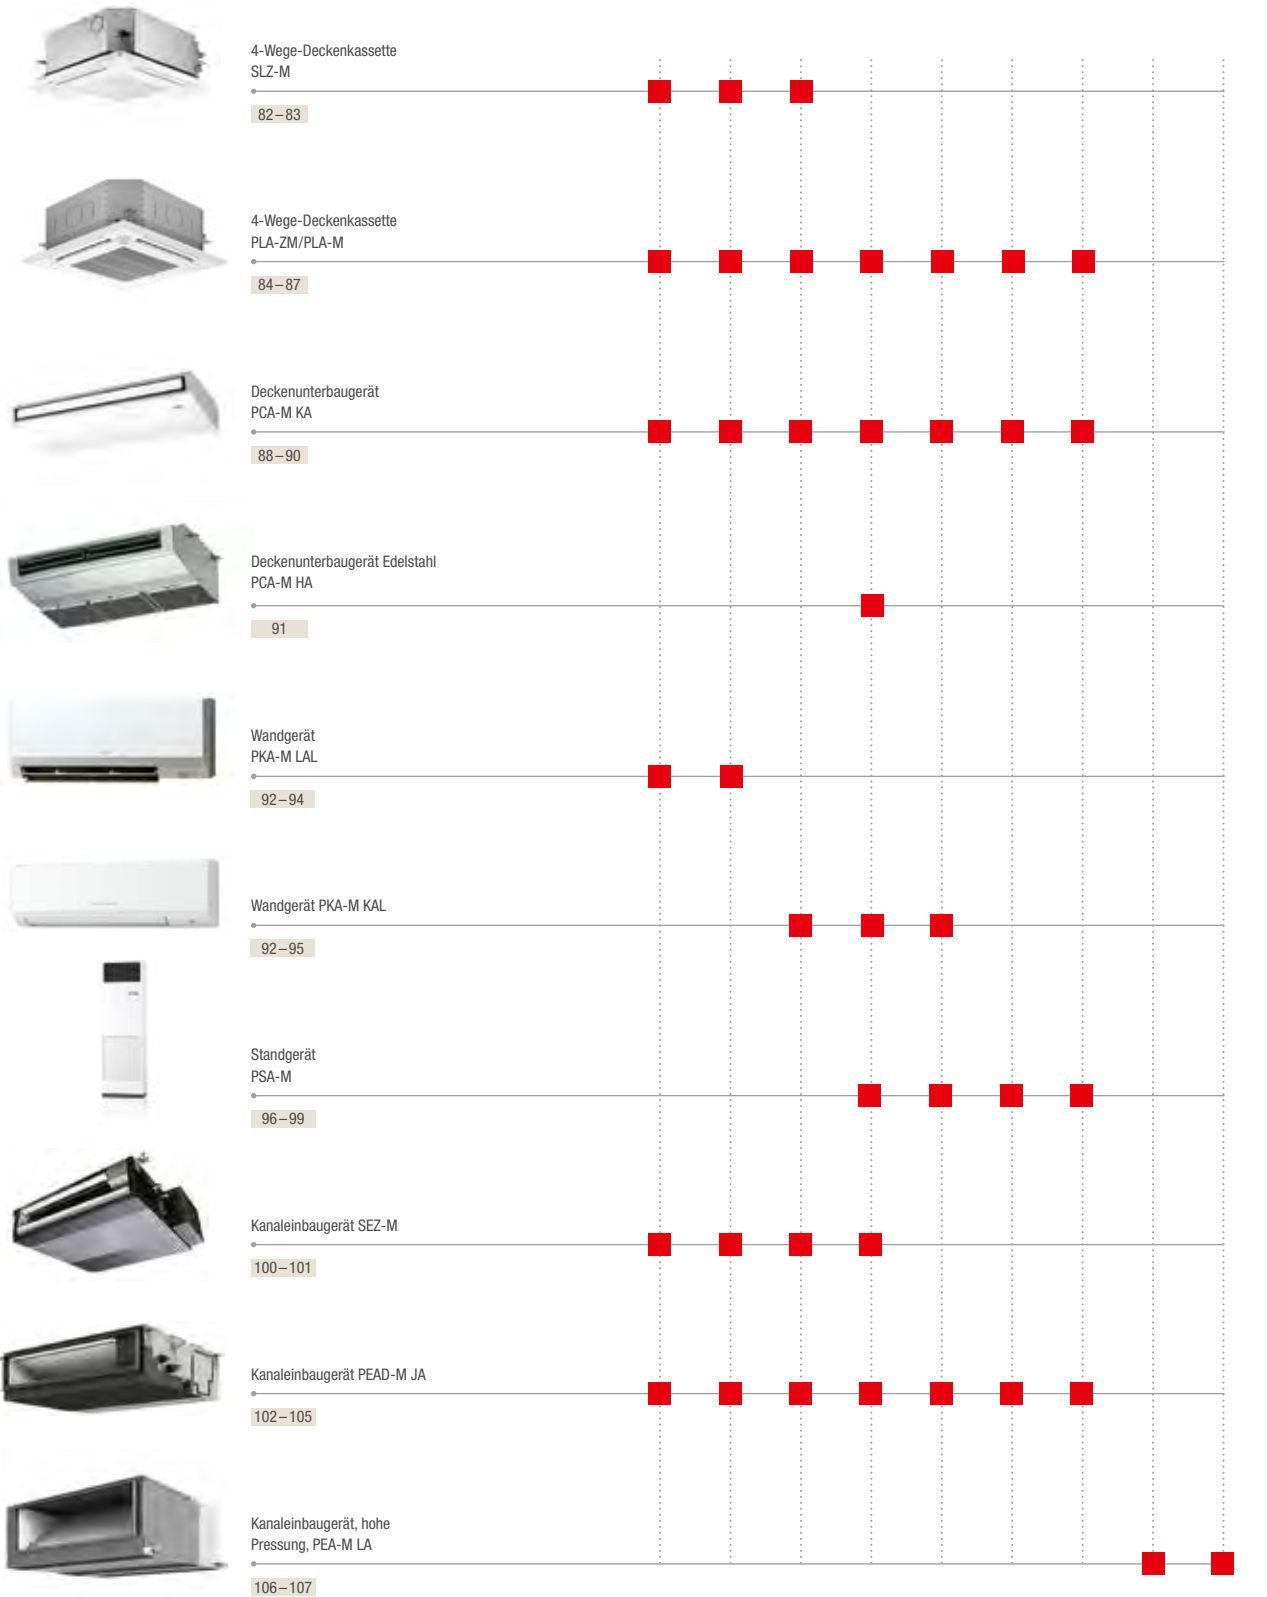 4-Wege-Deckenkassette
SLZ-M
82–83
4-Wege-Deckenkassette
PLA-ZM/PLA-M
84–87
Deckenunterbaugerät
PCA-M KA
88–90
Deckenunterbaugerät Edelstahl
PCA-M HA
91
Wandgerät
PKA-M LAL
92–94
Wandgerät PKA-M KAL
92–95
Standgerät
PSA-M
96–99
Kanaleinbaugerät SEZ-M
100–101
Kanaleinbaugerät PEAD-M JA
102–105
Kanaleinbaugerät, hohe
Pressung, PEA-M LA
106–107